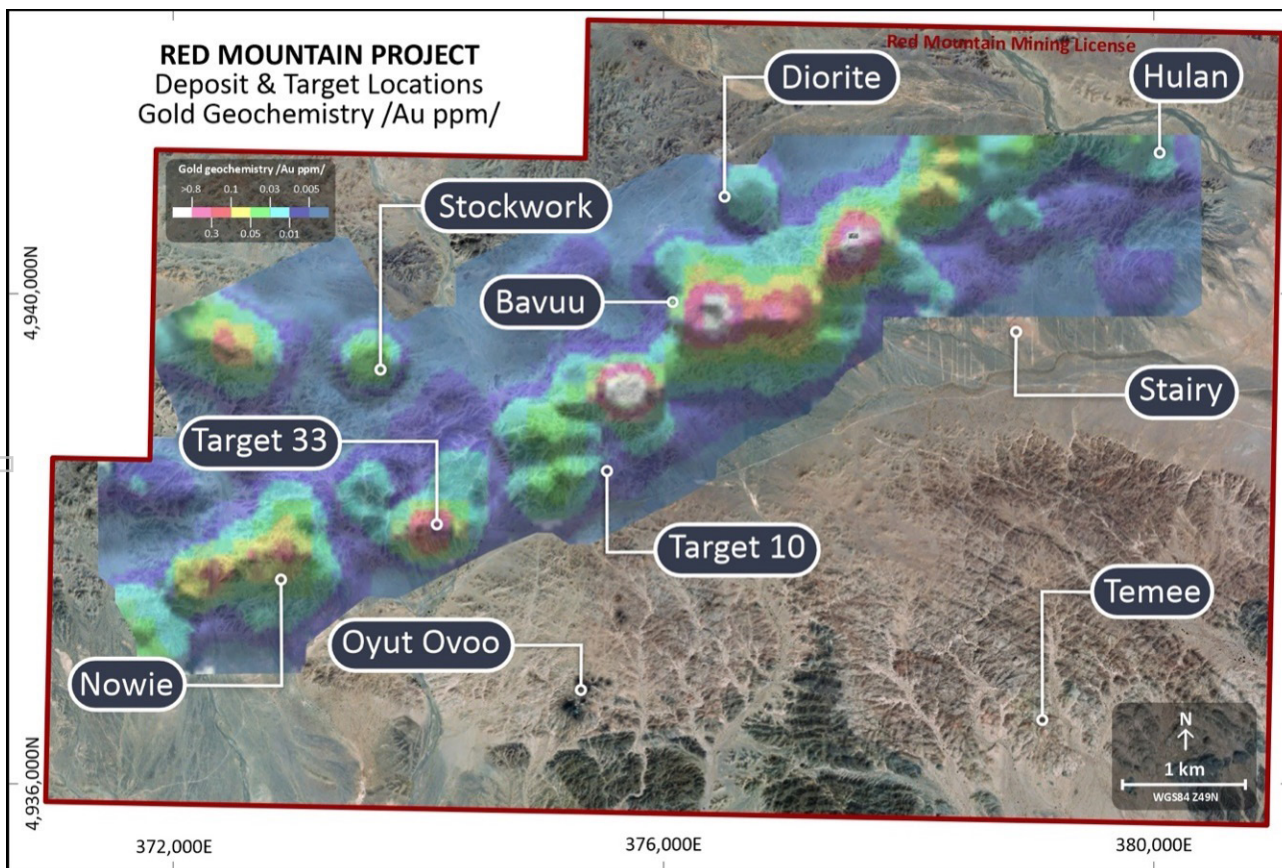 RED MOUNTAIN PROJECT
Deposit & Target Locations
Gold Geochemistry /Au ppm/
Red Mountain Mining License
Diorite
Hulan
Gold geochemistry /Au ppm/
>0.8 0.1 0.03 0.005
0.3 0.05 0.01
Stockwork
4,940,000N
Bavuu
Stairy
Target 33
Target 10
Temee
Oyut Ovoo
Nowie
4,936,000N
N
1 km
WGS84 Z49N
372,000E
376,000E
380,000E